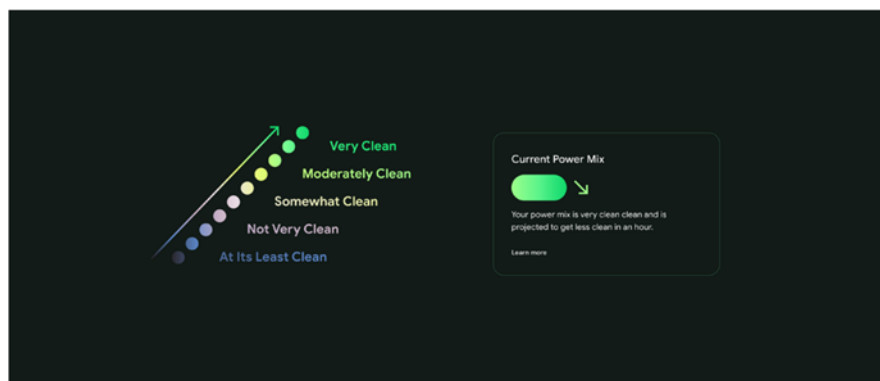 Very Clean
Moderately Clean
Somewhat Clean
Not Very Clean
At Its Least Clean
Current Power Mix
Your power mix is very clean clean and is
projected to get less clean in an hour.
Learn more